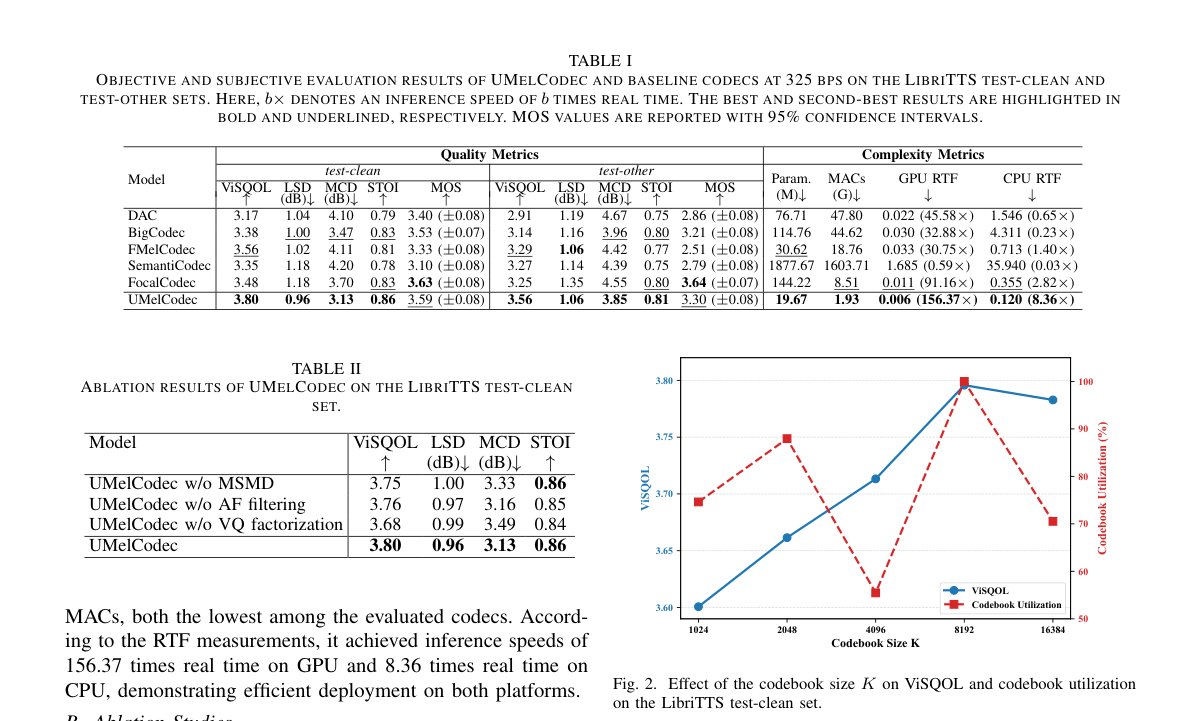 TABLE I
OBJECTIVE AND SUBJECTIVE EVALUATION RESULTS OF UMELCODEC AND BASELINE CODECS AT 325 BPS ON THE LIBRITTS TEST-CLEAN AND
TEST-OTHER SETS. HERE, b× DENOTES AN INFERENCE SPEED OF b TIMES REAL TIME. THE BEST AND SECOND-BEST RESULTS ARE HIGHLIGHTED IN
BOLD AND UNDERLINED, RESPECTIVELY. MOS VALUES ARE REPORTED WITH 95% CONFIDENCE INTERVALS.
Model Quality Metrics Complexity Metrics
test-clean test-other
ViSQOL LSD MCD STOI MOS ViSQOL LSD MCD STOI MOS Param. MACs GPU RTF CPU RTF
↑ (dB)↓ (dB)↓ ↑ ↑ ↑ (dB)↓ (dB)↓ ↑ ↑ (M)↓ (G)↓ ↓ ↓
DAC 3.17 1.04 4.10 0.79 3.40 (±0.08) 2.91 1.19 4.67 0.75 2.86 (±0.08) 76.71 47.80 0.022 (45.58×) 1.546 (0.65×)
BigCodec 3.38 1.00 3.47 0.83 3.53 (±0.07) 3.14 1.16 3.96 0.80 3.21 (±0.08) 114.76 44.62 0.030 (32.88×) 4.311 (0.23×)
FMelCodec 3.56 1.02 4.11 0.81 3.33 (±0.08) 3.29 1.06 4.42 0.77 2.51 (±0.08) 30.62 18.76 0.033 (30.75×) 0.713 (1.40×)
SemantiCodec 3.35 1.18 4.20 0.78 3.10 (±0.08) 3.27 1.14 4.39 0.75 2.79 (±0.08) 1877.67 1603.71 1.685 (0.59×) 35.940 (0.03×)
FocalCodec 3.48 1.18 3.70 0.83 3.63 (±0.08) 3.25 1.35 4.55 0.80 3.64 (±0.07) 144.22 8.51 0.011 (91.16×) 0.355 (2.82×)
UMelCodec 3.80 0.96 3.13 0.86 3.59 (±0.08) 3.56 1.06 3.85 0.81 3.30 (±0.08) 19.67 1.93 0.006 (156.37×) 0.120 (8.36×)
TABLE II
ABLATION RESULTS OF UMELCODEC ON THE LIBRITTS TEST-CLEAN
SET.
Model ViSQOL LSD MCD STOI
↑ (dB)↓ (dB)↓ ↑
UMelCodec w/o MSMD 3.75 1.00 3.33 0.86
UMelCodec w/o AF filtering 3.76 0.97 3.16 0.85
UMelCodec w/o VQ factorization 3.68 0.99 3.49 0.84
UMelCodec 3.80 0.96 3.13 0.86
MACs, both the lowest among the evaluated codecs. Accord-
ing to the RTF measurements, it achieved inference speeds of
156.37 times real time on GPU and 8.36 times real time on
CPU, demonstrating efficient deployment on both platforms.
B. Ablation Studies
ViSQOL
3.80
3.75
3.70
3.65
3.60
1024 2048 4096 8192 16384
Codebook Size K
100
90
80
70
60
50
Codebook Utilization (%)
ViSQOL
Codebook Utilization
Fig. 2. Effect of the codebook size K on ViSQOL and codebook utilization
on the LibriTTS test-clean set.